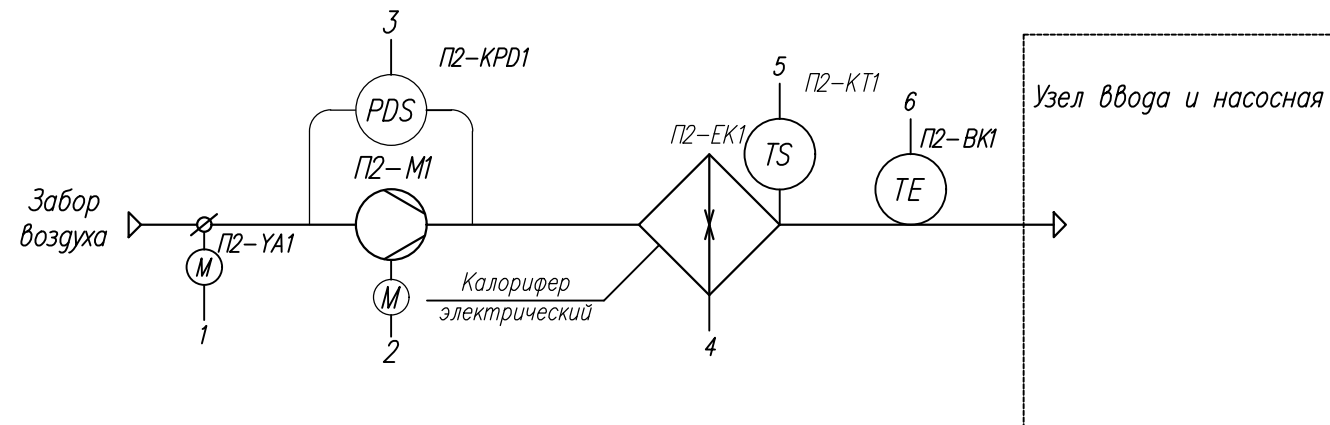 3
П2-KPD1
PDS
5
П2-KT1
6
Узел ввода и насосная
П2-EK1
П2-BK1
TS
П2-M1
TE
Забор
воздуха
П2-YA1
M
M
Калорифер
электрический
1
2
4